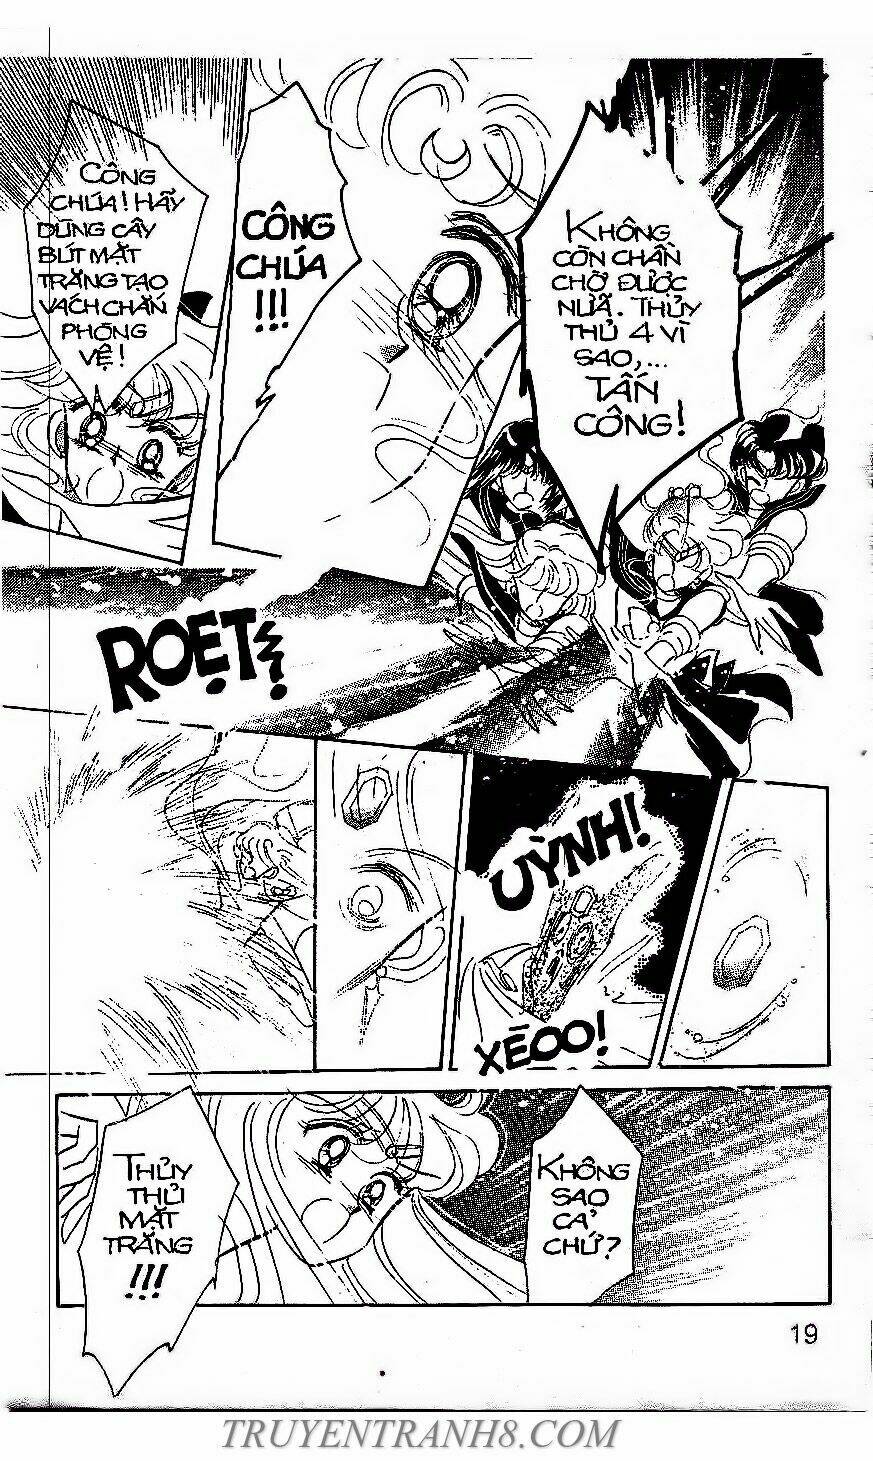 CÔNG
CHÚA! HÃY
DÙNG CÂY
BÚT MẶT
TRĂNG TẠO
VÁCH CHẮN
PHÒNG
VỆ!
CÔNG
CHÚA
!!!
KHÔNG
CÒN CHẦN
CHỜ ĐƯỢC
NỮA. THỦY
THỦ 4 VÌ
SAO,...
TẤN
CÔNG!
ROẸT
UỲNH!
XÈOO!
THỦY
THỦ
MẶT
TRĂNG
!!!
KHÔNG
SAO
CẢ
CHỨ?
19
TRUYENTRANH8.COM